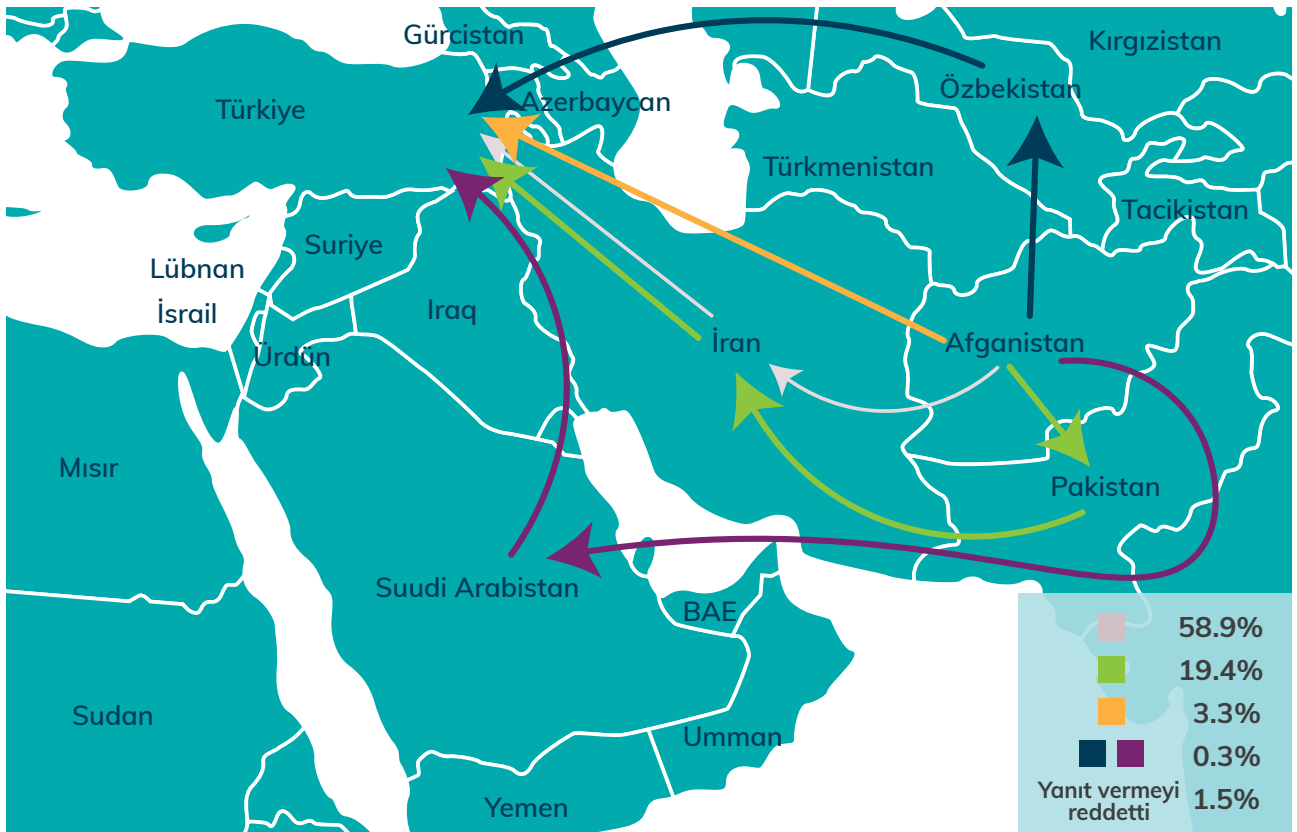 Gürcistan
Kırgızistan
Özbekistan
Azerbaycan
Türkiye
Türkmenistan
Tacikistan
Suriye
Lübnan
İsrail
Iraq
Ürdün
İran
Afganistan
Mısır
Pakistan
Suudi Arabistan
BAE
Sudan
Umman
Yemen
58.9%
19.4%
3.3%
0.3%
Yanıt vermeyi
reddetti
1.5%